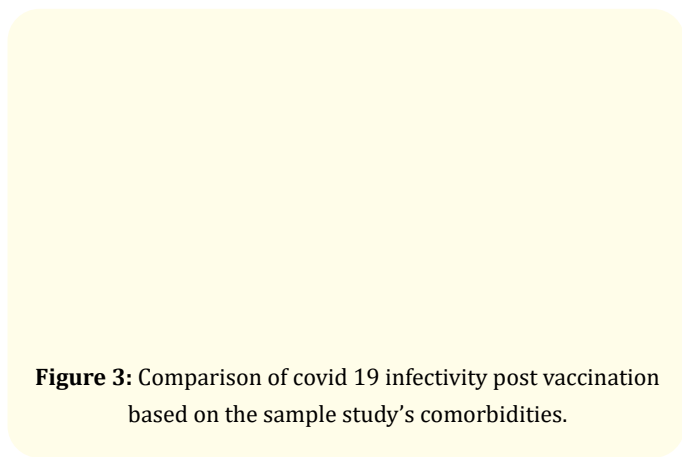 Figure 3: Comparison of covid 19 infectivity post vaccination
based on the sample study’s comorbidities.